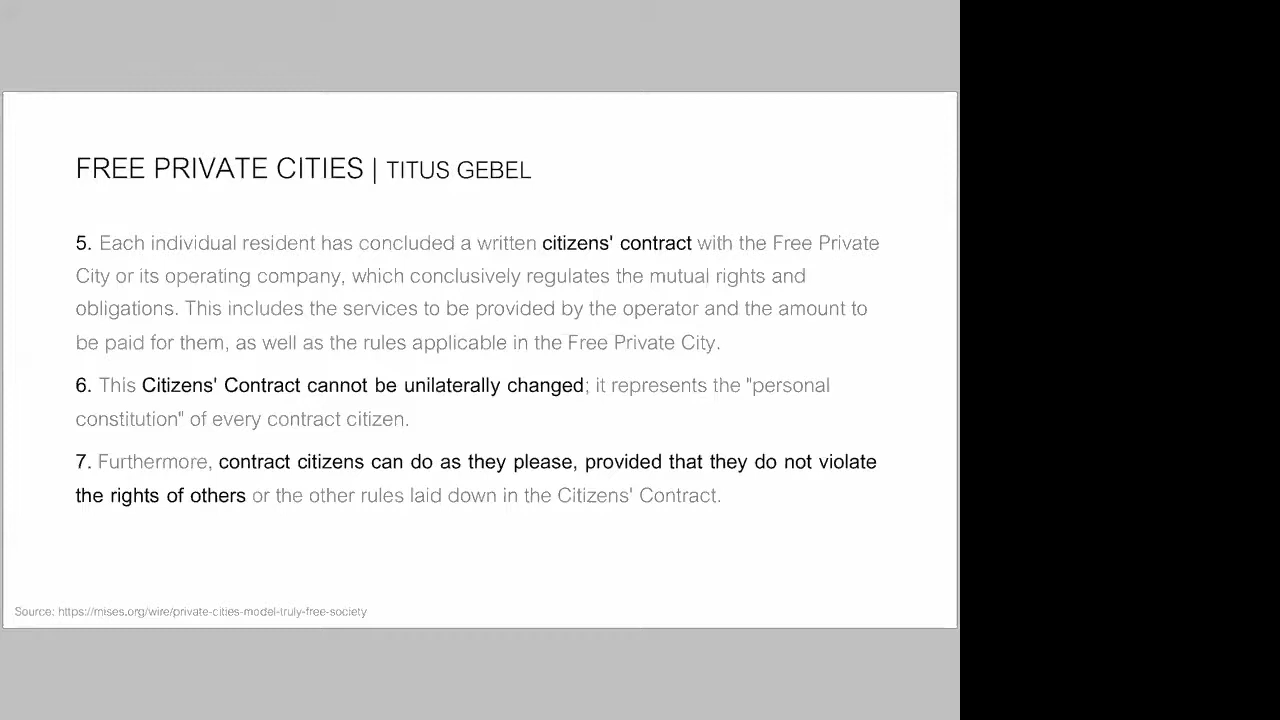 FREE PRIVATE CITIES | TITUS GEBEL
5. Each individual resident has concluded a written citizens' contract with the Free Private
City or its operating company, which conclusively regulates the mutual rights and
obligations. This includes the services to be provided by the operator and the amount to
be paid for them, as well as the rules applicable in the Free Private City.
6. This Citizens' Contract cannot be unilaterally changed; it represents the "personal
constitution" of every contract citizen.
7. Furthermore, contract citizens can do as they please, provided that they do not violate
the rights of others or the other rules laid down in the Citizens' Contract.
Source: https://mises.org/wire/private-cities-model-truly-free-society